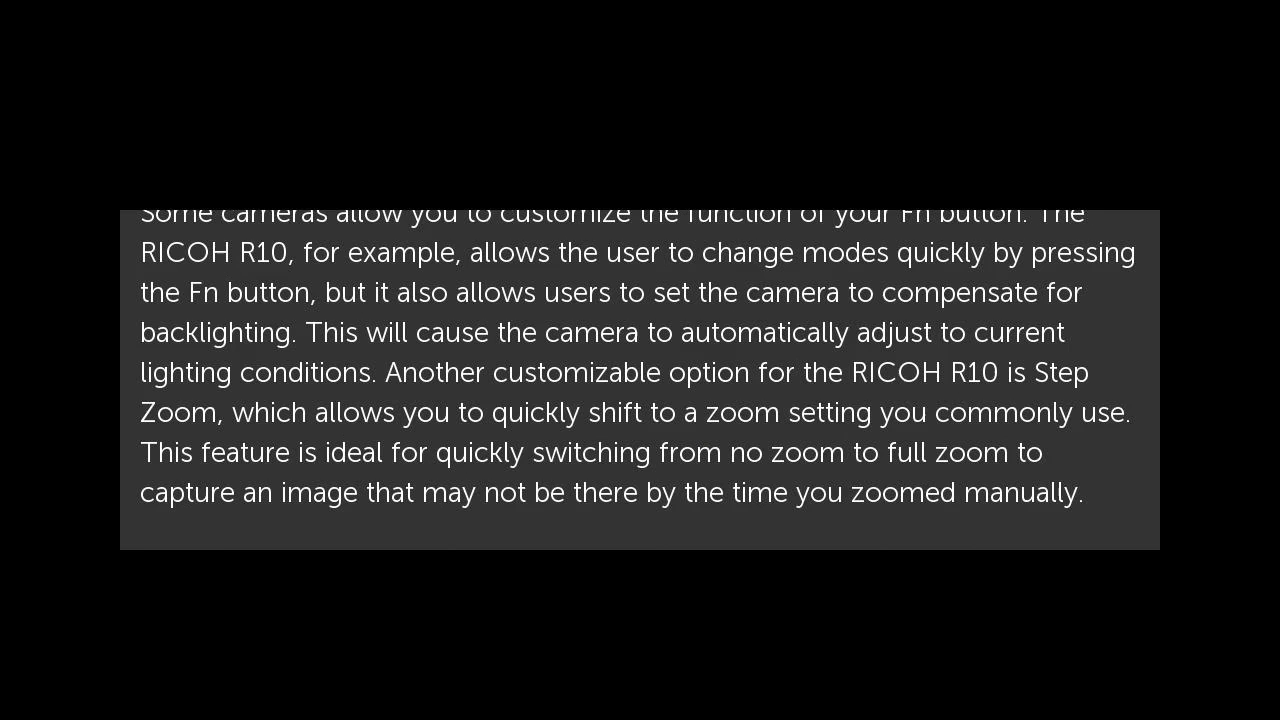 Some cameras allow you to customize the function of your Fn button. The
RICOH R10, for example, allows the user to change modes quickly by pressing
the Fn button, but it also allows users to set the camera to compensate for
backlighting. This will cause the camera to automatically adjust to current
lighting conditions. Another customizable option for the RICOH R10 is Step
Zoom, which allows you to quickly shift to a zoom setting you commonly use.
This feature is ideal for quickly switching from no zoom to full zoom to
capture an image that may not be there by the time you zoomed manually.